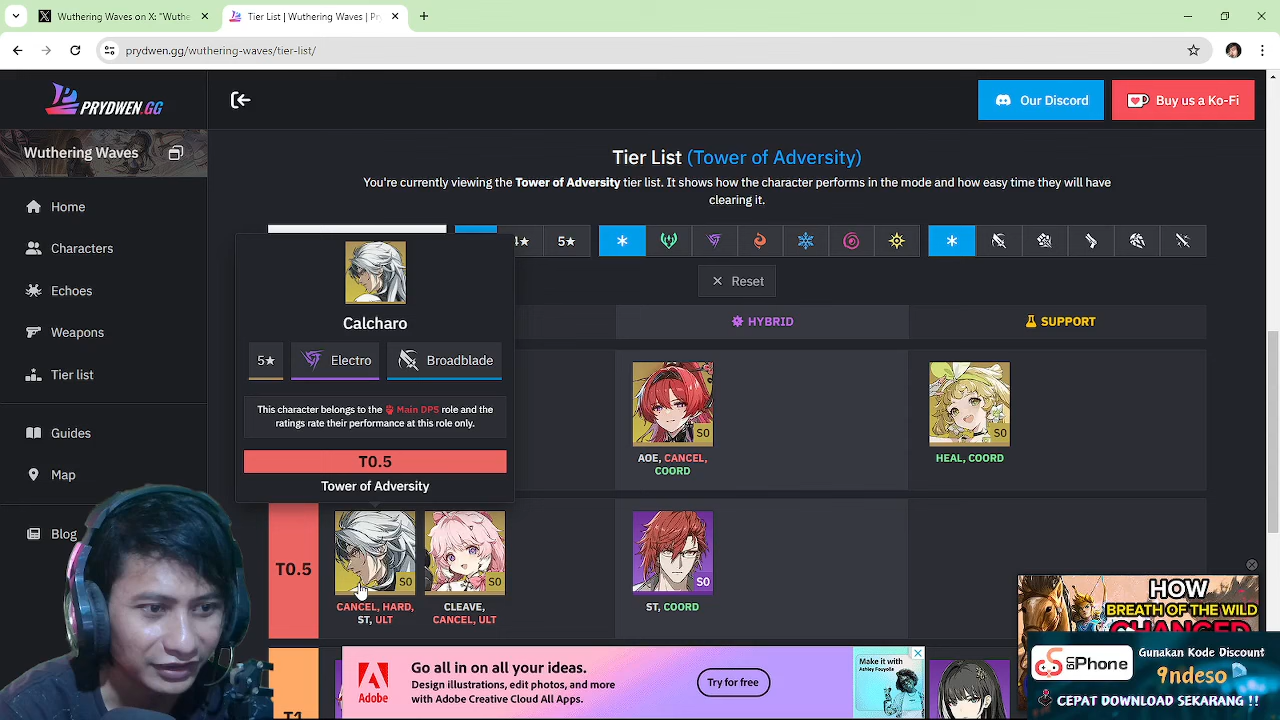 Wuthering Waves on X: "Wuthe
Tier List | Wuthering Waves | Pr
prydwen.gg/wuthering-waves/tier-list/
PRYDWEN.GG
Our Discord
Buy us a Ko-Fi
Wuthering Waves
Home
Characters
Echoes
Weapons
Tier list
Guides
Map
Blog
Tier List (Tower of Adversity)
You're currently viewing the Tower of Adversity tier list. It shows how the character performs in the mode and how easy time they will have
clearing it.
4★
5★
Reset
HYBRID
SUPPORT
Calcharo
5★
Electro
Broadblade
This character belongs to the Main DPS role and the
ratings rate their performance at this role only.
T0.5
Tower of Adversity
S0
AOE, CANCEL,
COORD
S0
HEAL, COORD
T0.5
S0
CANCEL, HARD,
ST, ULT
S0
CLEAVE,
CANCEL, ULT
S0
ST, COORD
T1
HOW
BREATH OF THE WILD
CHANGED
Adobe
Go all in on all your ideas.
Design illustrations, edit photos, and more
with Adobe Creative Cloud All Apps.
Try for free
Make it with
Ashley Fouyolle
Gunakan Kode Discount
9ndeso
CEPAT DOWNLOAD SEKARANG !!